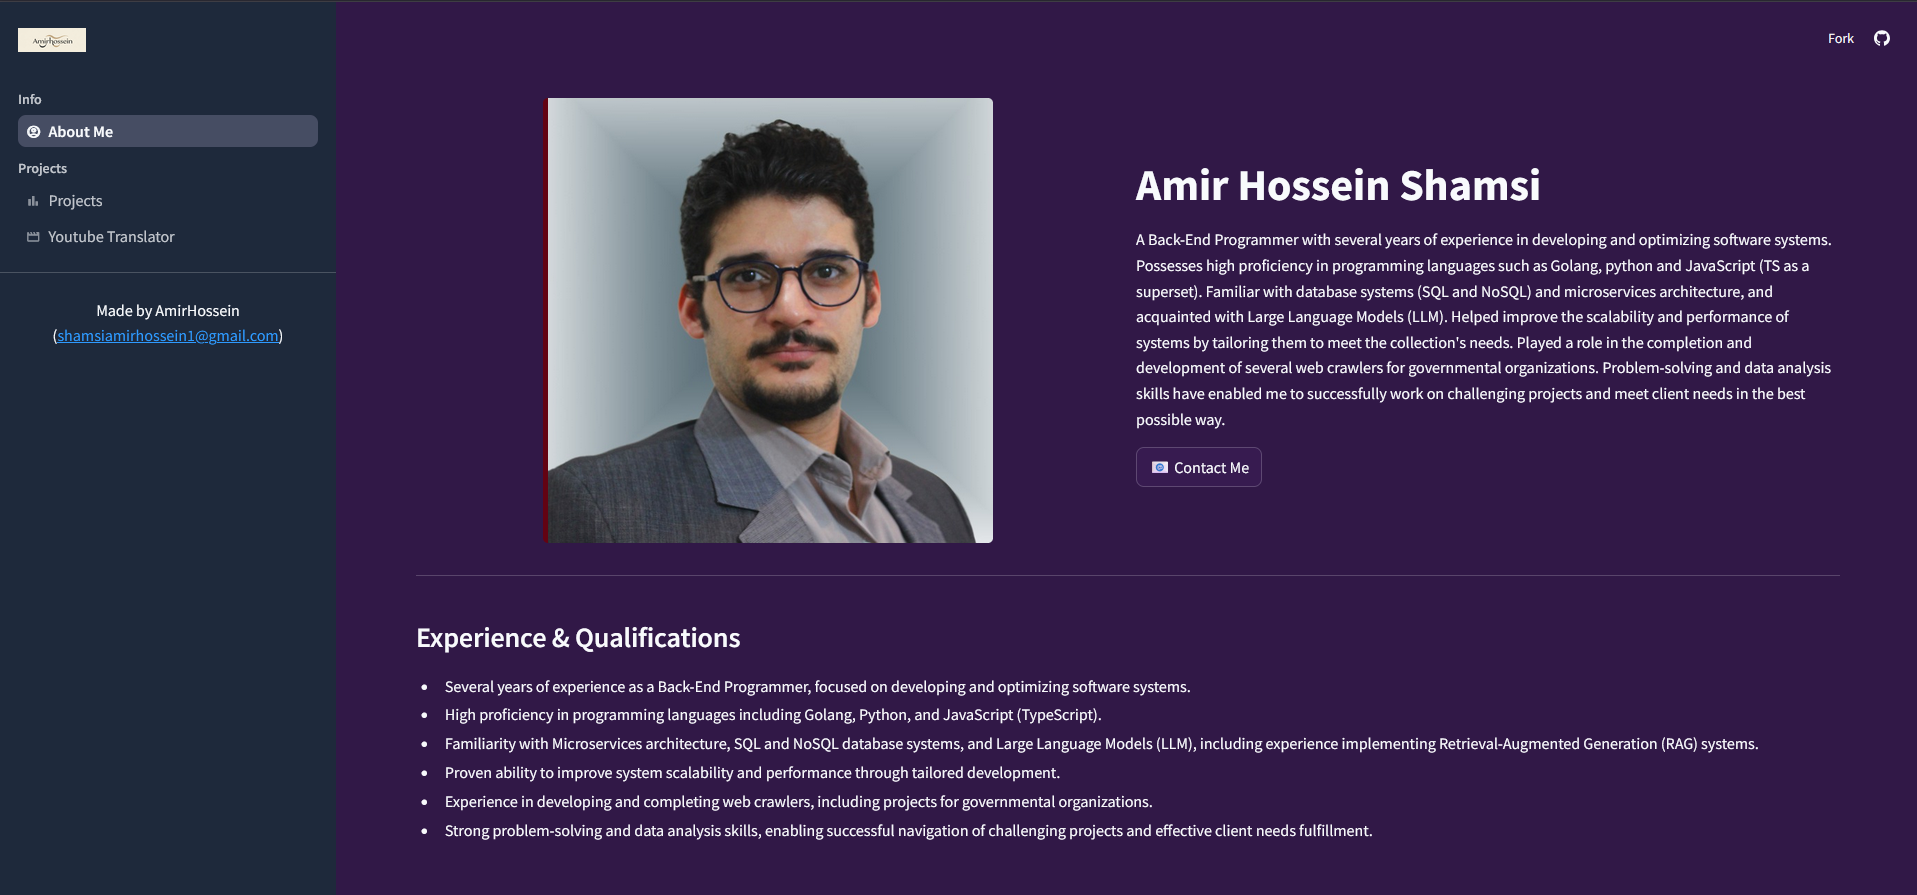 Amirhossein
Fork
Info
About Me
Projects
Projects
Youtube Translator
Made by AmirHossein
(shamsiamirhossein1@gmail.com)
Amir Hossein Shamsi
A Back-End Programmer with several years of experience in developing and optimizing software systems.
Possesses high proficiency in programming languages such as Golang, python and JavaScript (TS as a
superset). Familiar with database systems (SQL and NoSQL) and microservices architecture, and
acquainted with Large Language Models (LLM). Helped improve the scalability and performance of
systems by tailoring them to meet the collection's needs. Played a role in the completion and
development of several web crawlers for governmental organizations. Problem-solving and data analysis
skills have enabled me to successfully work on challenging projects and meet client needs in the best
possible way.
Contact Me
Experience & Qualifications
• Several years of experience as a Back-End Programmer, focused on developing and optimizing software systems.
• High proficiency in programming languages including Golang, Python, and JavaScript (TypeScript).
• Familiarity with Microservices architecture, SQL and NoSQL database systems, and Large Language Models (LLM), including experience implementing Retrieval-Augmented Generation (RAG) systems.
• Proven ability to improve system scalability and performance through tailored development.
• Experience in developing and completing web crawlers, including projects for governmental organizations.
• Strong problem-solving and data analysis skills, enabling successful navigation of challenging projects and effective client needs fulfillment.